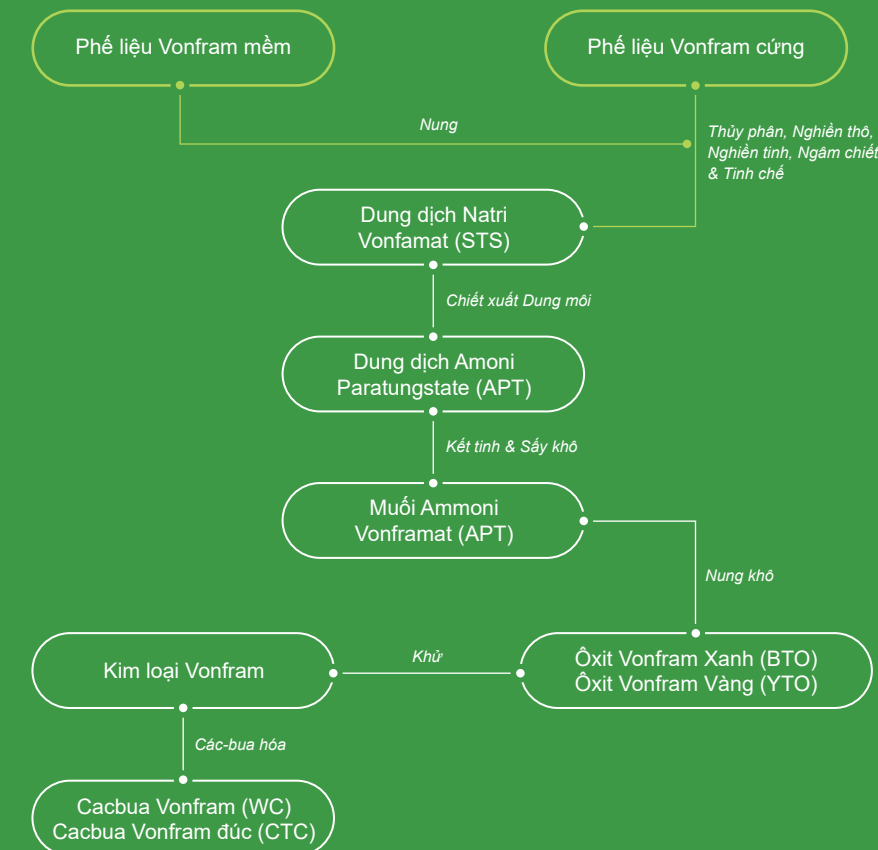 Phế liệu Vonfram mềm
Phế liệu Vonfram cứng
Nung
Thủy phân, Nghiền thô,
Nghiền tinh, Ngâm chiết
& Tinh chế
Dung dịch Natri
Vonfamat (STS)
Chiết xuất Dung môi
Dung dịch Amoni
Paratungstate (APT)
Kết tinh & Sấy khô
Muối Ammoni
Vonframat (APT)
Nung khô
Kim loại Vonfram
Khử
Ôxit Vonfram Xanh (BTO)
Ôxit Vonfram Vàng (YTO)
Các-bua hóa
Cacbua Vonfram (WC)
Cacbua Vonfram đúc (CTC)